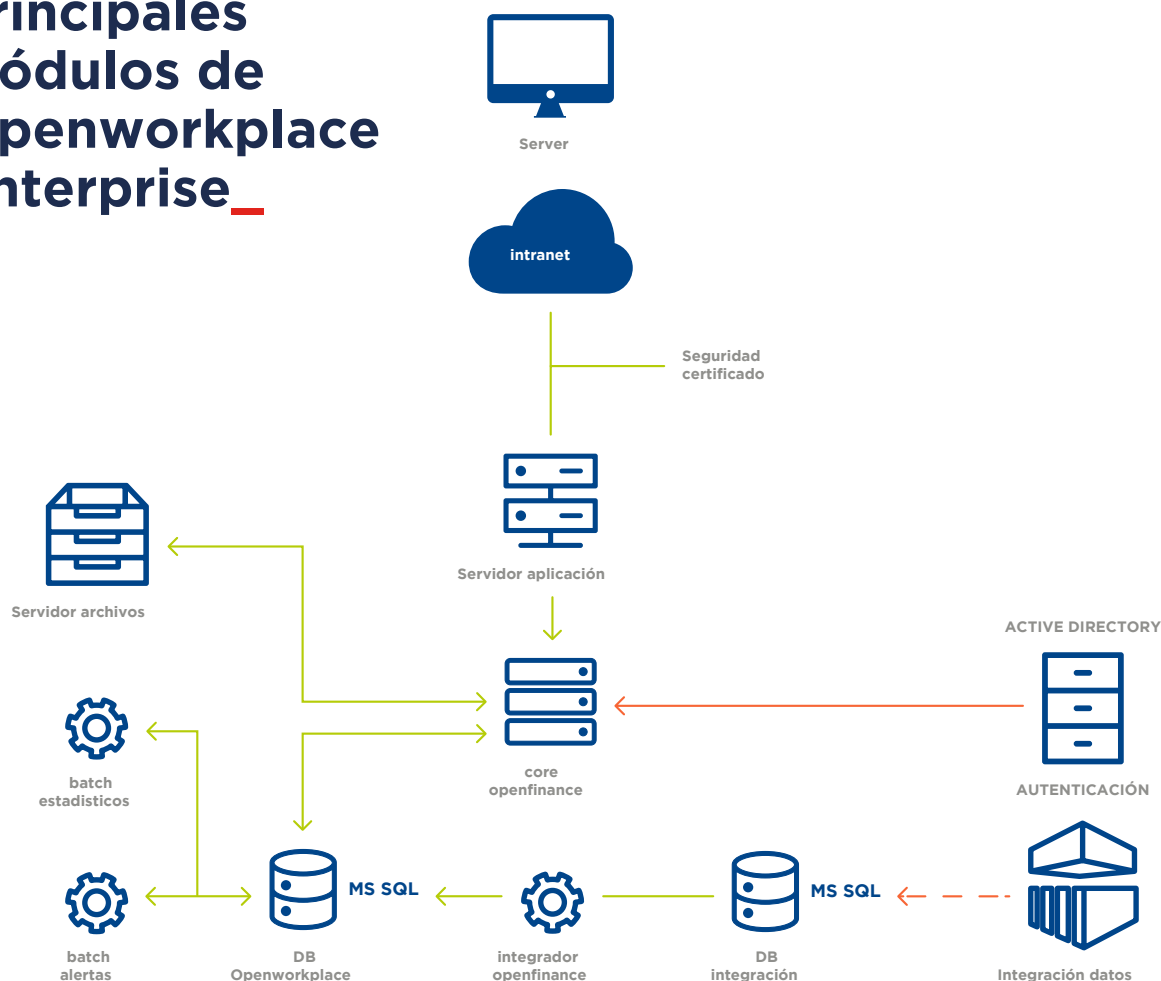 rincipales
ódulos de
penworkplace
nterprise_
Server
intranet
Seguridad
certificado
Servidor aplicación
Servidor archivos
ACTIVE DIRECTORY
AUTENTICACIÓN
core
openfinance
batch
estadisticos
MS SQL
MS SQL
batch
alertas
DB
Openworkplace
integrador
openfinance
DB
integración
Integración datos